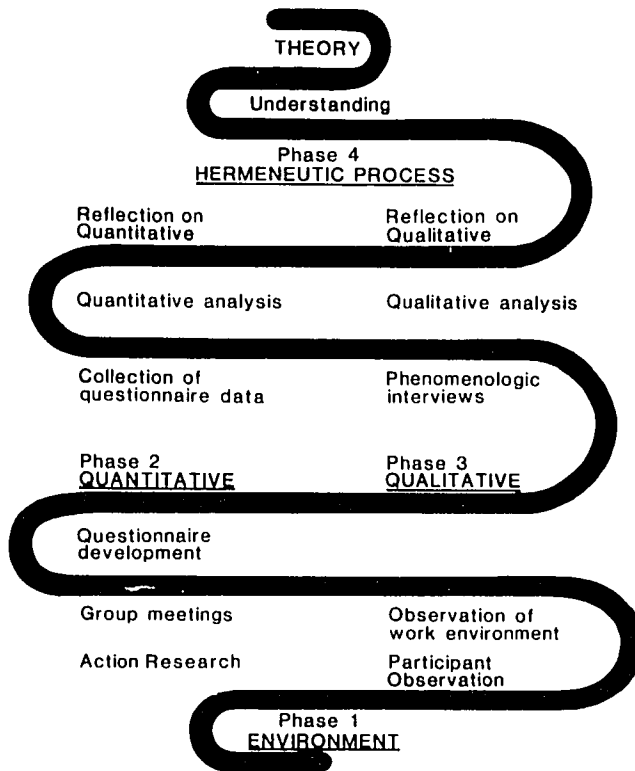 THEORY
Understanding
Phase 4
HERMENEUTIC PROCESS
Reflection on
Quantitative
Reflection on
Qualitative
Quantitative analysis
Qualitative analysis
Collection of
questionnaire data
Phenomenologic
interviews
Phase 2
QUANTITATIVE
Phase 3
QUALITATIVE
Questionnaire
development
Group meetings
Observation of
work environment
Action Research
Participant
Observation
Phase 1
ENVIRONMENT